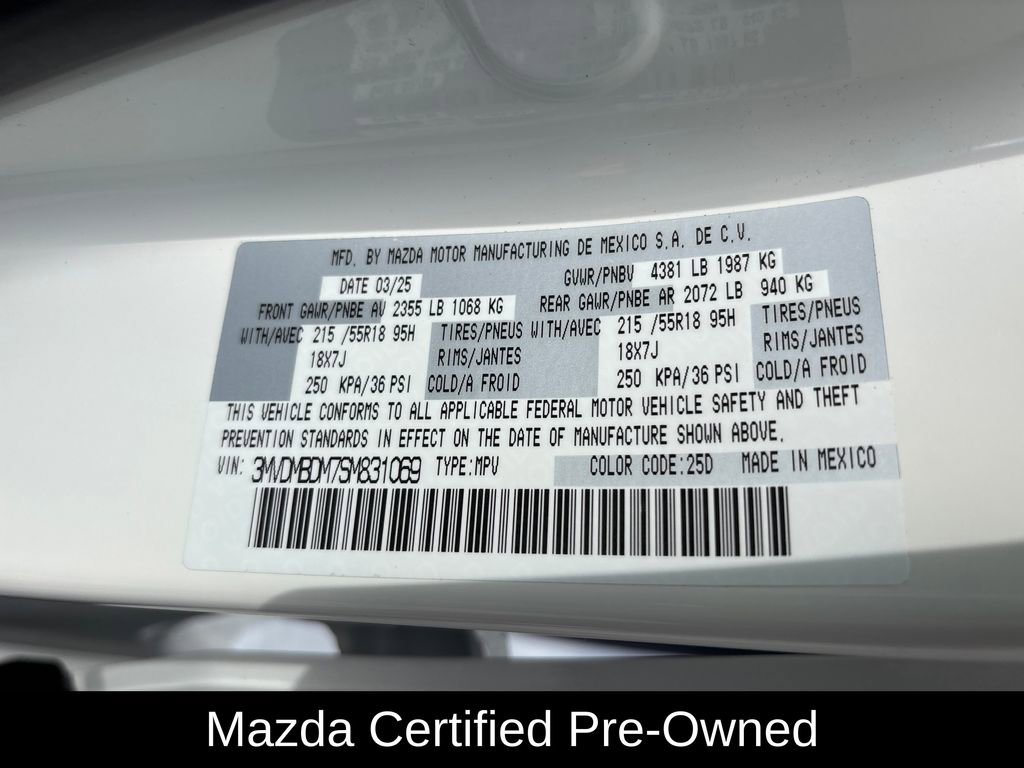 MFD. BY MAZDA MOTOR MANUFACTURING DE MEXICO S.A. DE C.V.
DATE 03/25 GVWR/PNBV 4381 LB 1987 KG
FRONT GAWR/PNBE AV 2355 LB 1068 KG REAR GAWR/PNBE AR 2072 LB 940 KG
WITH/AVEC 215 /55R18 95H TIRES/PNEUS WITH/AVEC 215 /55R18 95H TIRES/PNEUS
18X7J RIMS/JANTES 18X7J RIMS/JANTES
250 KPA/36 PSI COLD/A FROID 250 KPA/36 PSI COLD/A FROID
THIS VEHICLE CONFORMS TO ALL APPLICABLE FEDERAL MOTOR VEHICLE SAFETY AND THEFT
PREVENTION STANDARDS IN EFFECT ON THE DATE OF MANUFACTURE SHOWN ABOVE.
VIN: 3MVDMBDM7SM831069 TYPE:MPV COLOR CODE:25D MADE IN MEXICO
Mazda Certified Pre-Owned